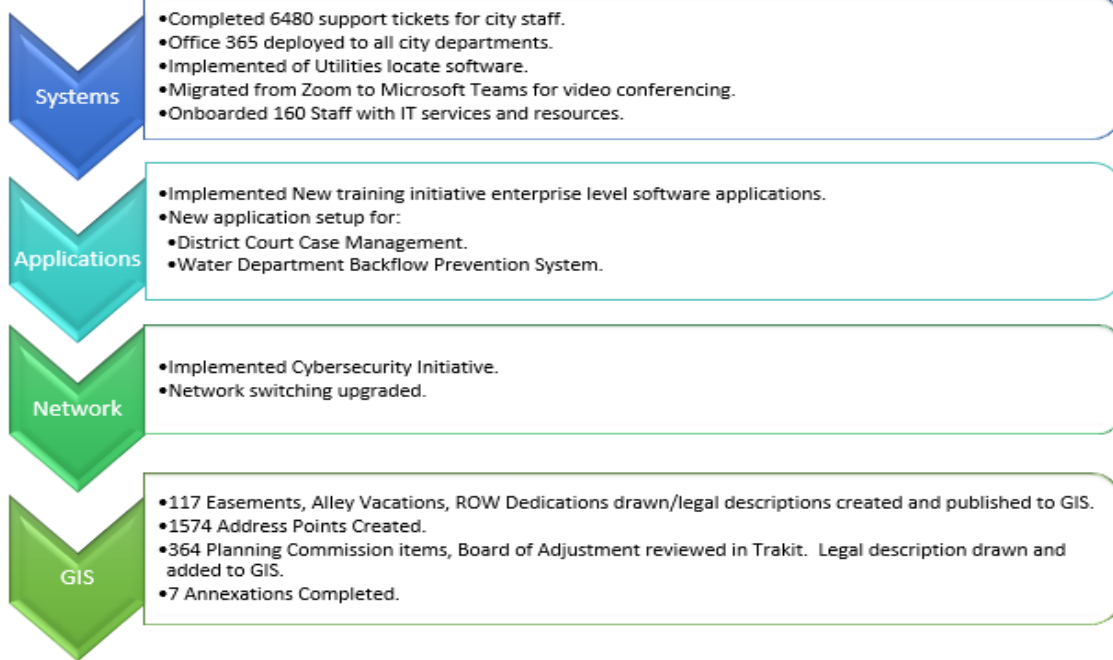 Systems
•Completed 6480 support tickets for city staff.
•Office 365 deployed to all city departments.
•Implemented of Utilities locate software.
•Migrated from Zoom to Microsoft Teams for video conferencing.
•Onboarded 160 Staff with IT services and resources.
Applications
•Implemented New training initiative enterprise level software applications.
•New application setup for:
•District Court Case Management.
•Water Department Backflow Prevention System.
Network
•Implemented Cybersecurity Initiative.
•Network switching upgraded.
GIS
•117 Easements, Alley Vacations, ROW Dedications drawn/legal descriptions created and published to GIS.
•1574 Address Points Created.
•364 Planning Commission items, Board of Adjustment reviewed in Trakit.  Legal description drawn and
added to GIS.
•7 Annexations Completed.